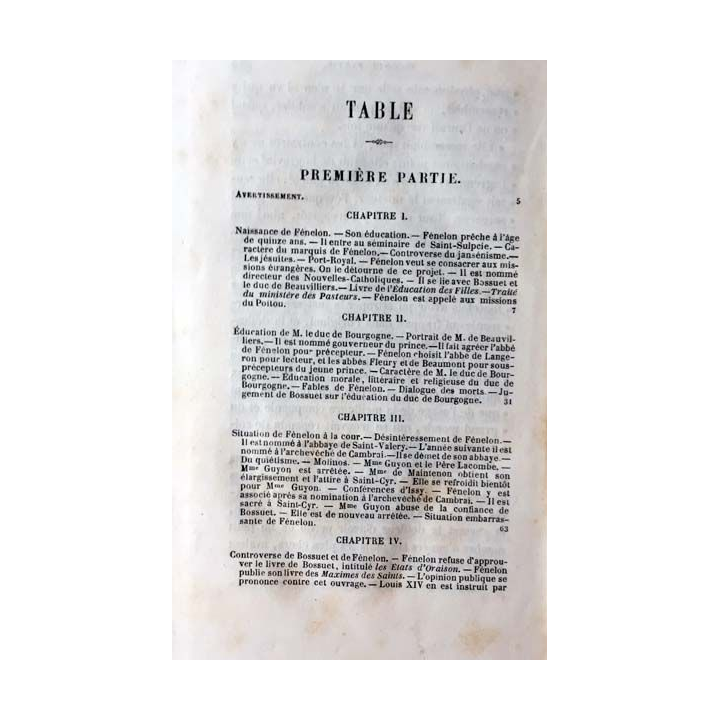 TABLE
PREMIÈRE PARTIE.
AVERTISSEMENT. 5
CHAPITRE I.
Naissance de Fénelon. — Son éducation. — Fénelon prêche à l'âge
de quinze ans. — Il entre au séminaire de Saint-Sulpcie. — Ca-
ractère du marquis de Fénelon. — Controverse du jansénisme. —
Les jésuites. — Port-Royal. — Fénelon veut se consacrer aux mis-
sions étrangères. On le détourne de ce projet. — Il est nommé
directeur des Nouvelles-Catholiques. — Il se lie avec Bossuet et
le duc de Beauvilliers. — Livre de l'Éducation des Filles. — Traité
du ministère des Pasteurs. — Fénelon est appelé aux missions
du Poitou. 7
CHAPITRE II.
Éducation de M. le duc de Bourgogne. — Portrait de M. de Beauvil-
liers. — Il est nommé gouverneur du prince. — Il fait agréer l'abbé
de Fénelon pour précepteur. — Fénelon choisit l'abbé de Lange-
ron pour lecteur, et les abbés Fleury et de Beaumont pour sous-
précepteurs du jeune prince. — Caractère de M. le duc de Bour-
gogne. — Éducation morale, littéraire et religieuse du duc de
Bourgogne. — Fables de Fénelon. — Dialogue des morts. — Ju-
gement de Bossuet sur l'éducation du duc de Bourgogne. 31
CHAPITRE III.
Situation de Fénelon à la cour. — Désintéressement de Fénelon. —
Il est nommé à l'abbaye de Saint-Valery. — L'année suivante il est
nommé à l'archevêché de Cambrai. — Il se démet de son abbaye. —
Du quiétisme. — Molinos. — Mme Guyon et le Père Lacombe. —
Mme Guyon est arrêtée. — Mme de Maintenon obtient son
élargissement et l'attire à Saint-Cyr. — Elle se refroidit bientôt
pour Mme Guyon. — Conférences d'Issy. — Fénelon y est
associé après sa nomination à l'archevêché de Cambrai. — Il est
sacré à Saint-Cyr. — Mme Guyon abuse de la confiance de
Bossuet. — Elle est de nouveau arrêtée. — Situation embarras-
sante de Fénelon. 63
CHAPITRE IV.
Controverse de Bossuet et de Fénelon. — Fénelon refuse d'approu-
ver le livre de Bossuet, intitulé les États d'Oraison. — Fénelon
publie son livre des Maximes des Saints. — L'opinion publique se
prononce contre cet ouvrage. — Louis XIV en est instruit par